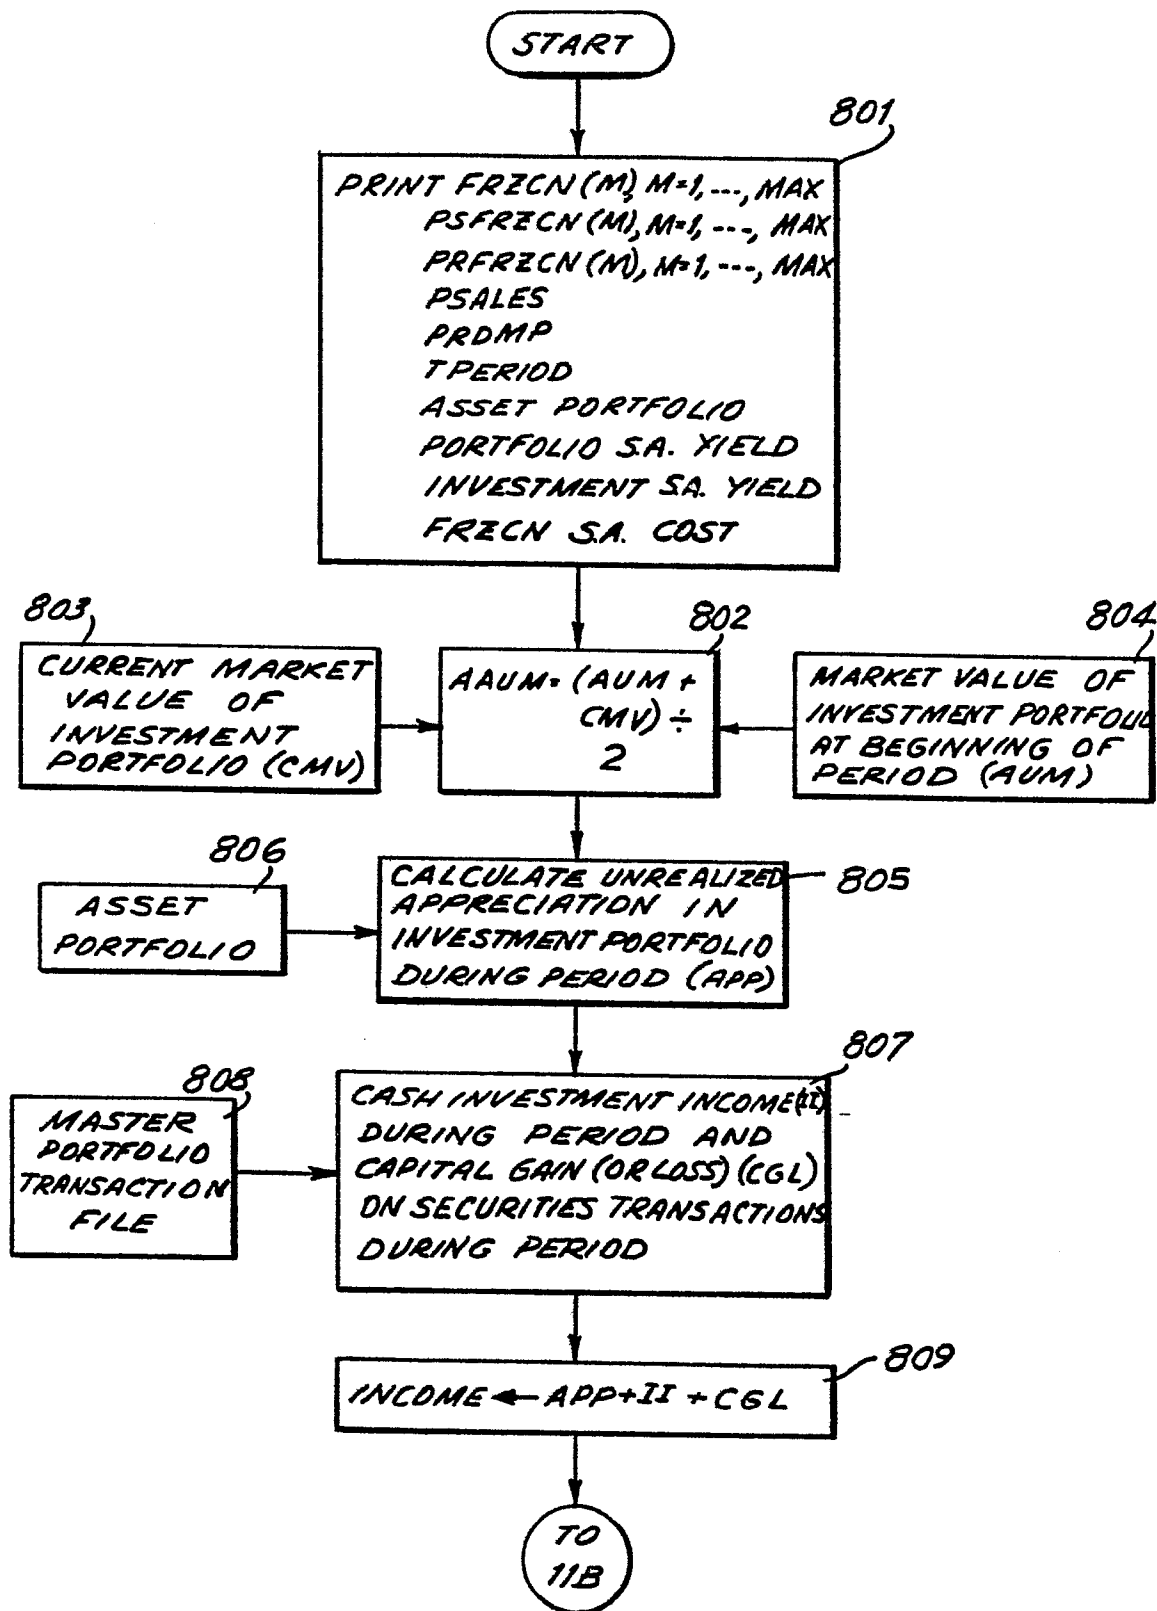 START
801
PRINT FRZCN(M), M=1, ---, MAX
PSFRZCN(M), M=1, ---, MAX
PRFRZCN(M), M=1, ---, MAX
PSALES
PRDMP
TPERIOD
ASSET PORTFOLIO
PORTFOLIO S.A. YIELD
INVESTMENT S.A. YIELD
FRZCN S.A. COST
803
CURRENT MARKET
VALUE OF
INVESTMENT
PORTFOLIO (CMV)
802
AAUM=(AUM +
CMV) ÷
2
804
MARKET VALUE OF
INVESTMENT PORTFOLIO
AT BEGINNING OF
PERIOD (AUM)
806
ASSET
PORTFOLIO
805
CALCULATE UNREALIZED
APPRECIATION IN
INVESTMENT PORTFOLIO
DURING PERIOD (APP)
808
MASTER
PORTFOLIO
TRANSACTION
FILE
807
CASH INVESTMENT INCOME(II)
DURING PERIOD AND
CAPITAL GAIN (OR LOSS) (CGL)
ON SECURITIES TRANSACTIONS
DURING PERIOD
809
INCOME ← APP+II+CGL
TO
11B